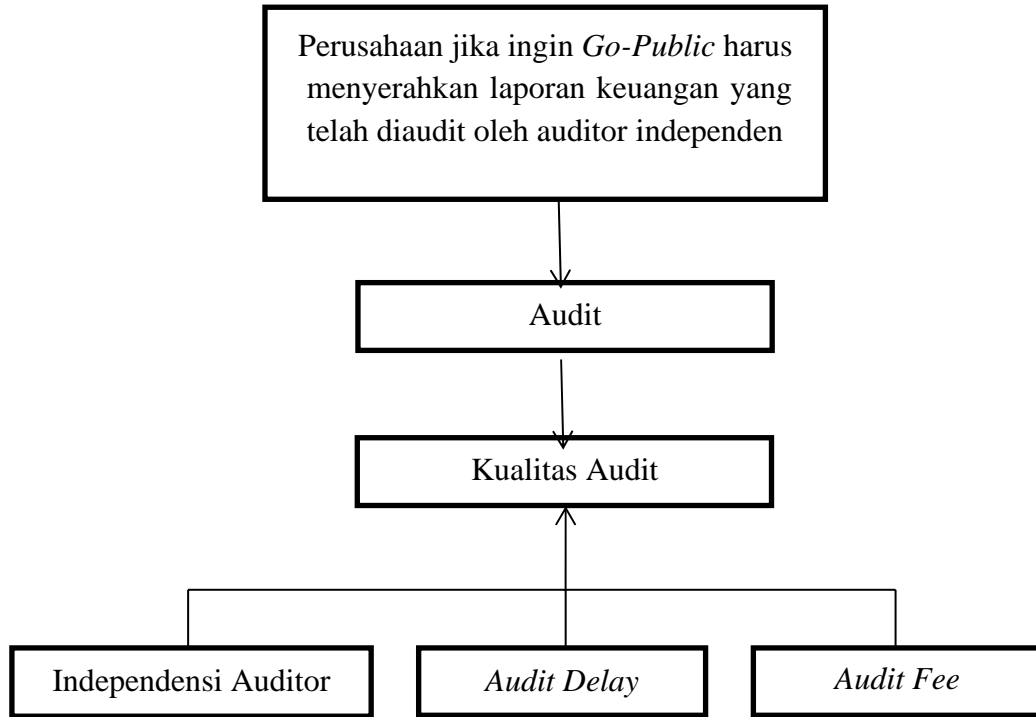 Perusahaan jika ingin Go-Public harus
menyerahkan laporan keuangan yang
telah diaudit oleh auditor independen
Audit
Kualitas Audit
Independensi Auditor
Audit Delay
Audit Fee